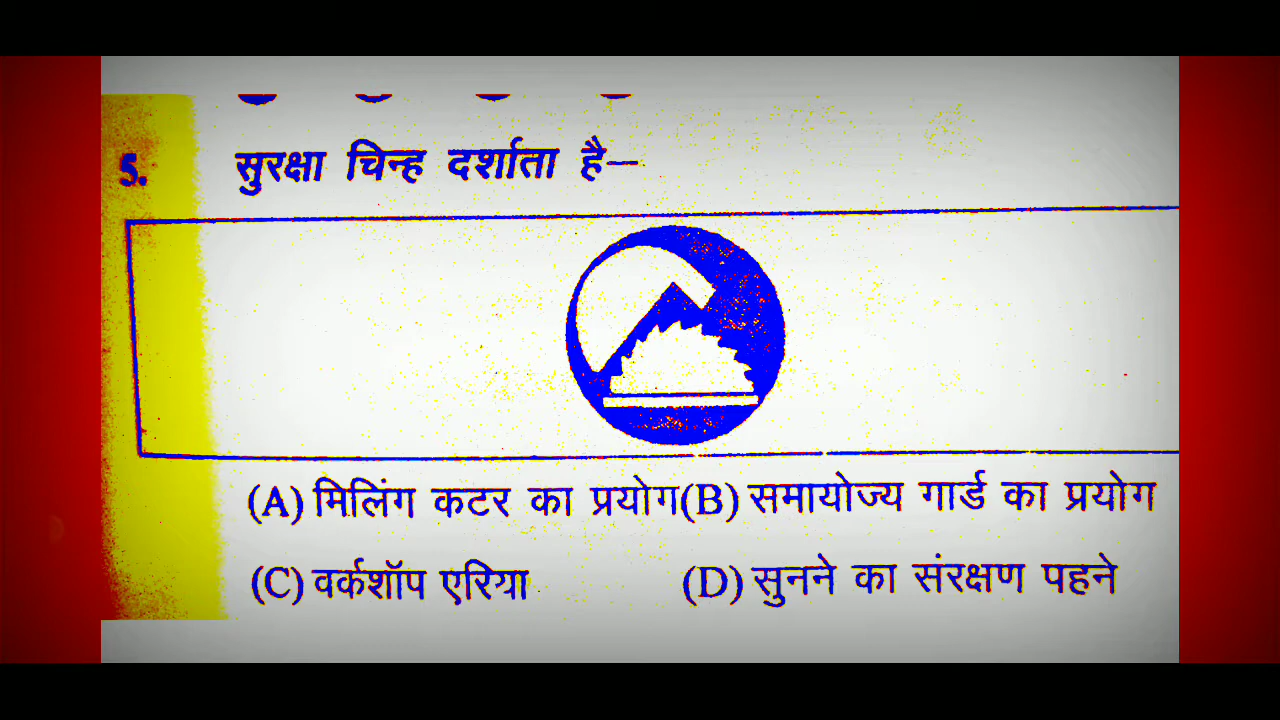 5. सुरक्षा चिन्ह दर्शाता है–
(A) मिलिंग कटर का प्रयोग (B) समायोज्य गार्ड का प्रयोग
(C) वर्कशॉप एरिया (D) सुनने का संरक्षण पहने